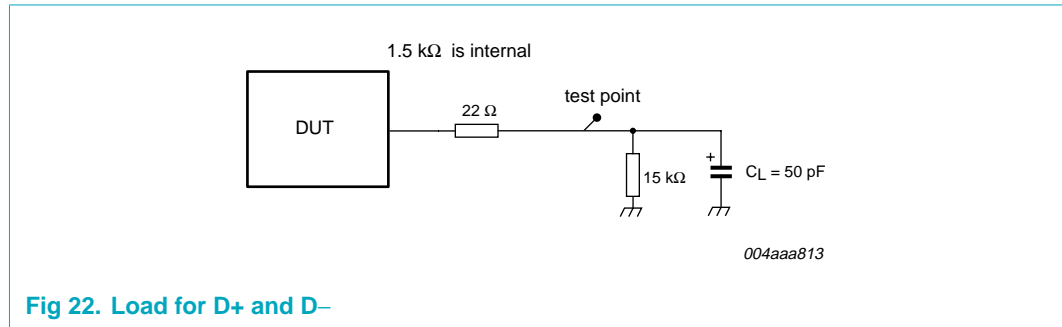 1.5 kΩ is internal
DUT
22 Ω
test point
15 kΩ
+
CL = 50 pF
004aaa813
Fig 22. Load for D+ and D−